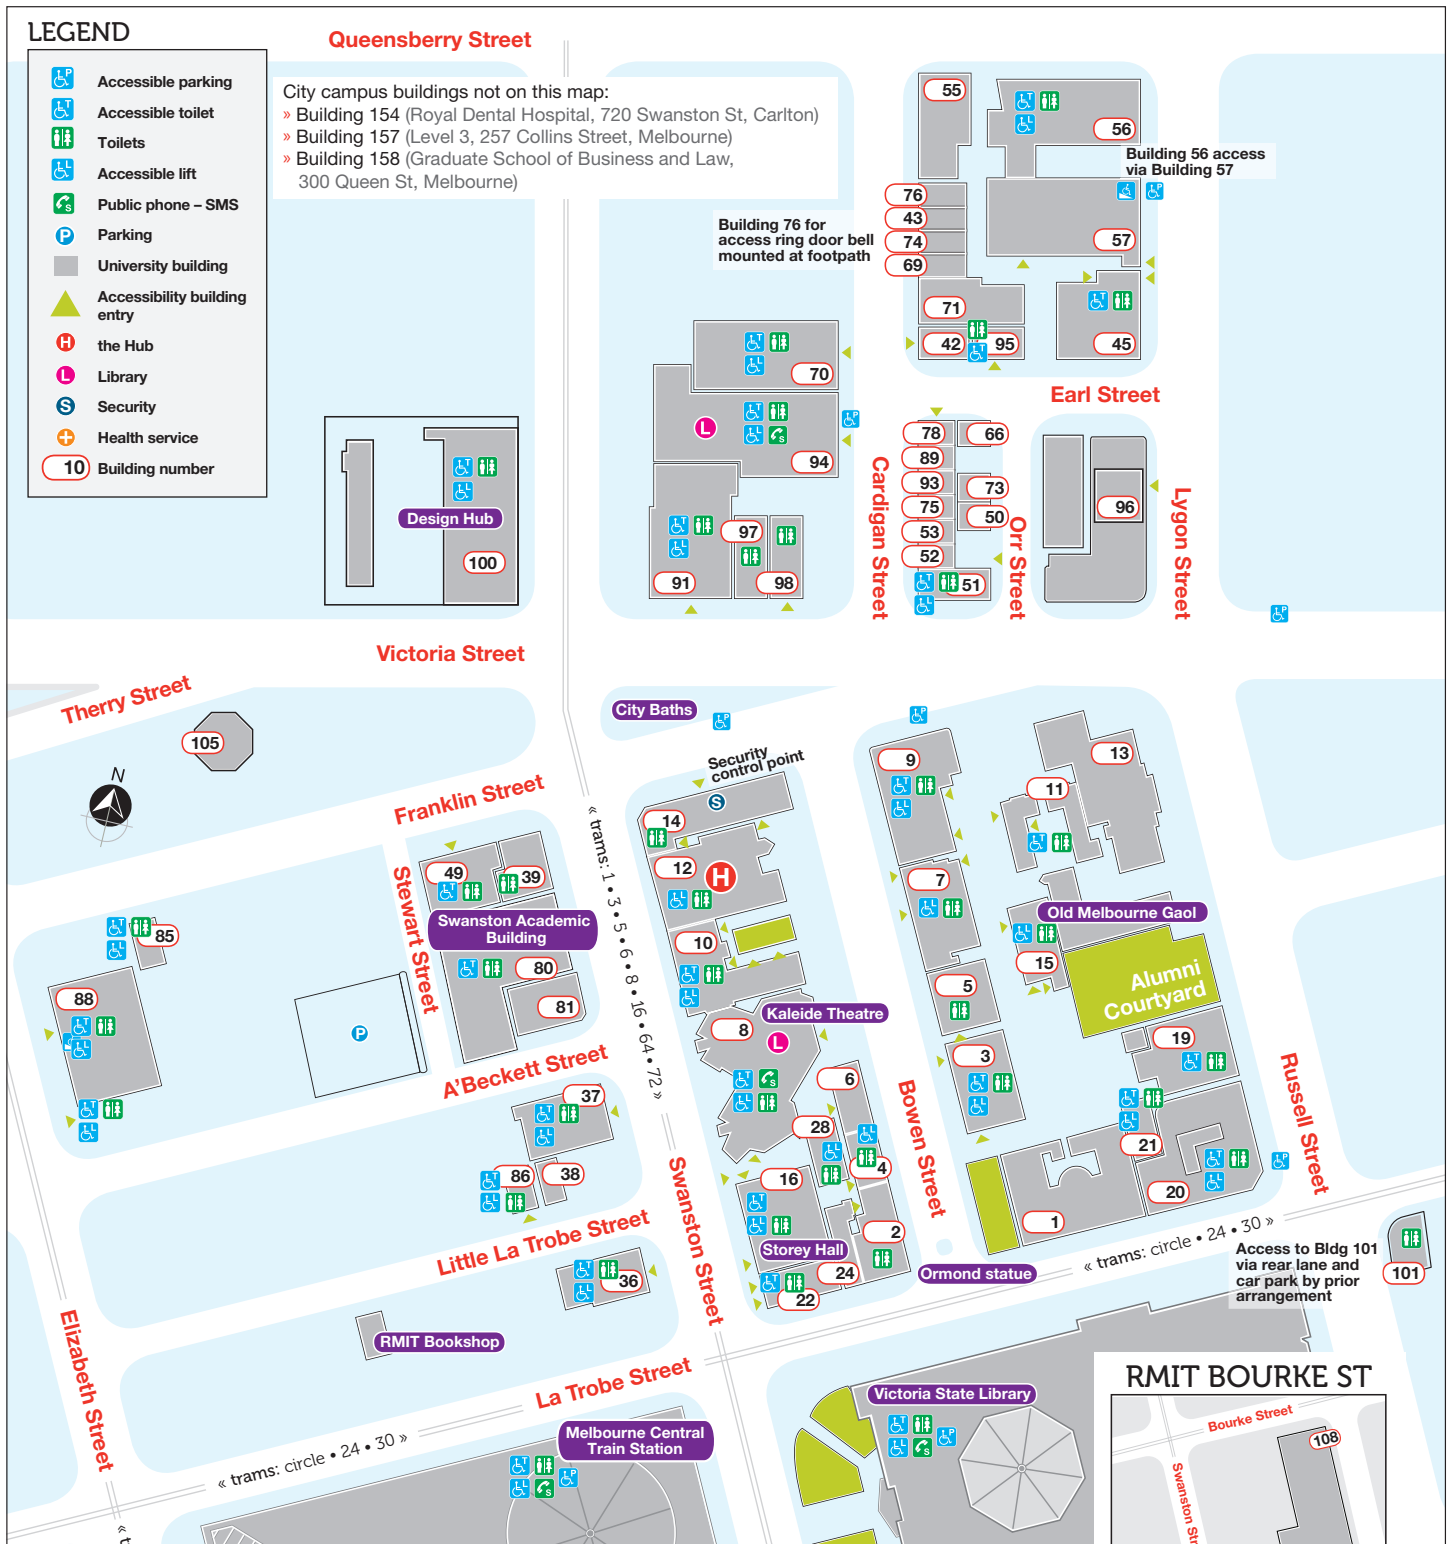 LEGEND
Accessible parking
Accessible toilet
Toilets
Accessible lift
Public phone – SMS
Parking
University building
Accessibility building
entry
the Hub
Library
Security
Health service
10 Building number
Queensberry Street
City campus buildings not on this map:
» Building 154 (Royal Dental Hospital, 720 Swanston St, Carlton)
» Building 157 (Level 3, 257 Collins Street, Melbourne)
» Building 158 (Graduate School of Business and Law,
300 Queen St, Melbourne)
55
56
Building 56 access
via Building 57
76
43
74
69
Building 76 for
access ring door bell
mounted at footpath
57
71
42
95
45
70
94
Earl Street
78
66
89
93
73
75
50
53
52
51
96
Cardigan Street
Orr Street
Lygon Street
Design Hub
100
97
91
98
Victoria Street
Therry Street
105
N
City Baths
Security
control point
Franklin Street
« trams: 1 • 3 • 5 • 6 • 8 • 16 • 64 • 72 »
14
12
H
9
13
11
7
49
39
Stewart Street
Swanston Academic
Building
80
81
85
88
P
10
Old Melbourne Gaol
15
Alumni
Courtyard
5
Kaleide Theatre
8
L
19
3
A'Beckett Street
37
6
28
4
21
20
1
Bowen Street
Russell Street
86
38
16
Storey Hall
2
24
22
Swanston Street
Little La Trobe Street
36
Ormond statue
« trams: circle • 24 • 30 »
Access to Bldg 101
via rear lane and
car park by prior
arrangement
101
RMIT Bookshop
Elizabeth Street
La Trobe Street
« trams: circle • 24 • 30 »
Melbourne Central
Train Station
Victoria State Library
RMIT BOURKE ST
Bourke Street
108
Swanston Str
« t